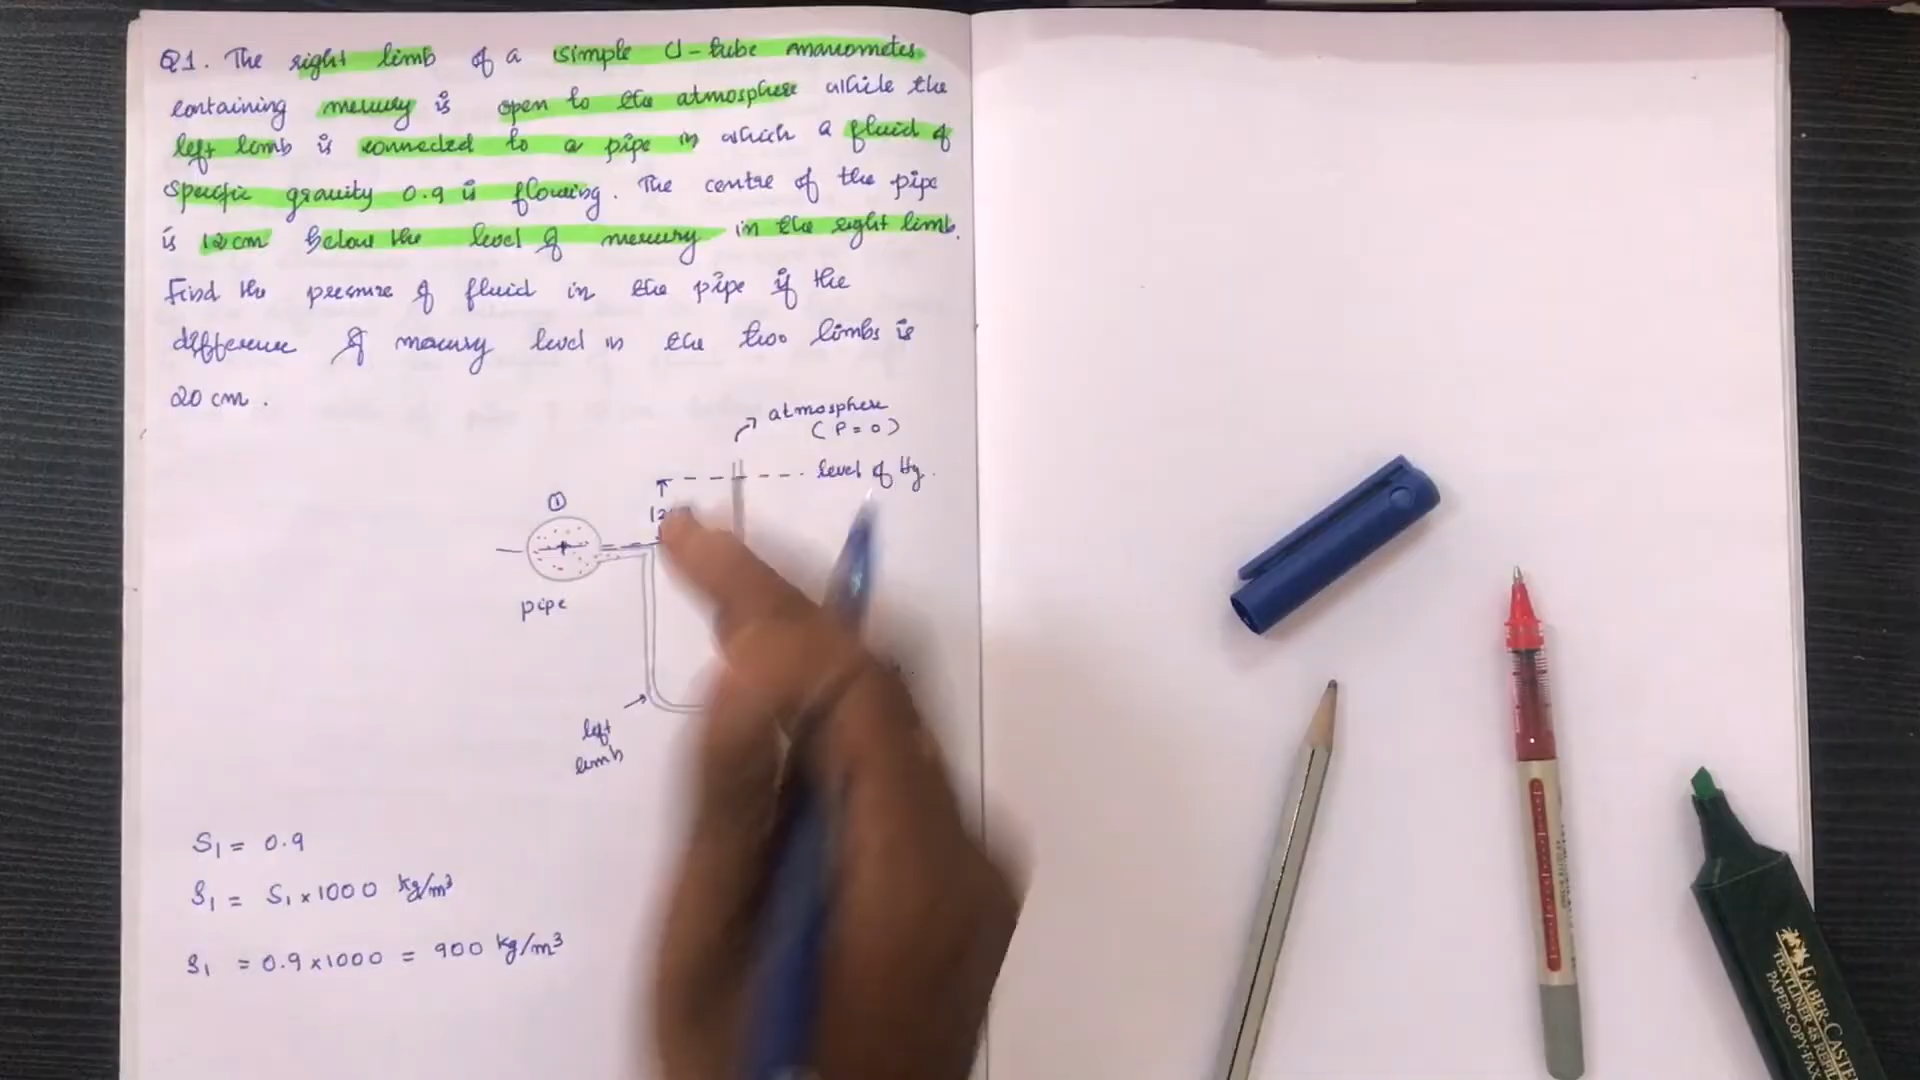 Q1. The right limb of a simple U-tube manometer
containing mercury is open to the atmosphere while the
left limb is connected to a pipe in which a fluid of
specific gravity 0.9 is flowing. The centre of the pipe
is 12 cm below the level of mercury in the right limb.
Find the pressure of fluid in the pipe if the
difference of mercury level in the two limbs is
20 cm.
atmosphere
(P=0)
level of Hg.
①
12
pipe
left
limb
S₁ = 0.9
ρ₁ = S₁ × 1000 kg/m³
ρ₁ = 0.9×1000 = 900 kg/m³
FABER-CASTELL
TEXTLINER 48 REFILL